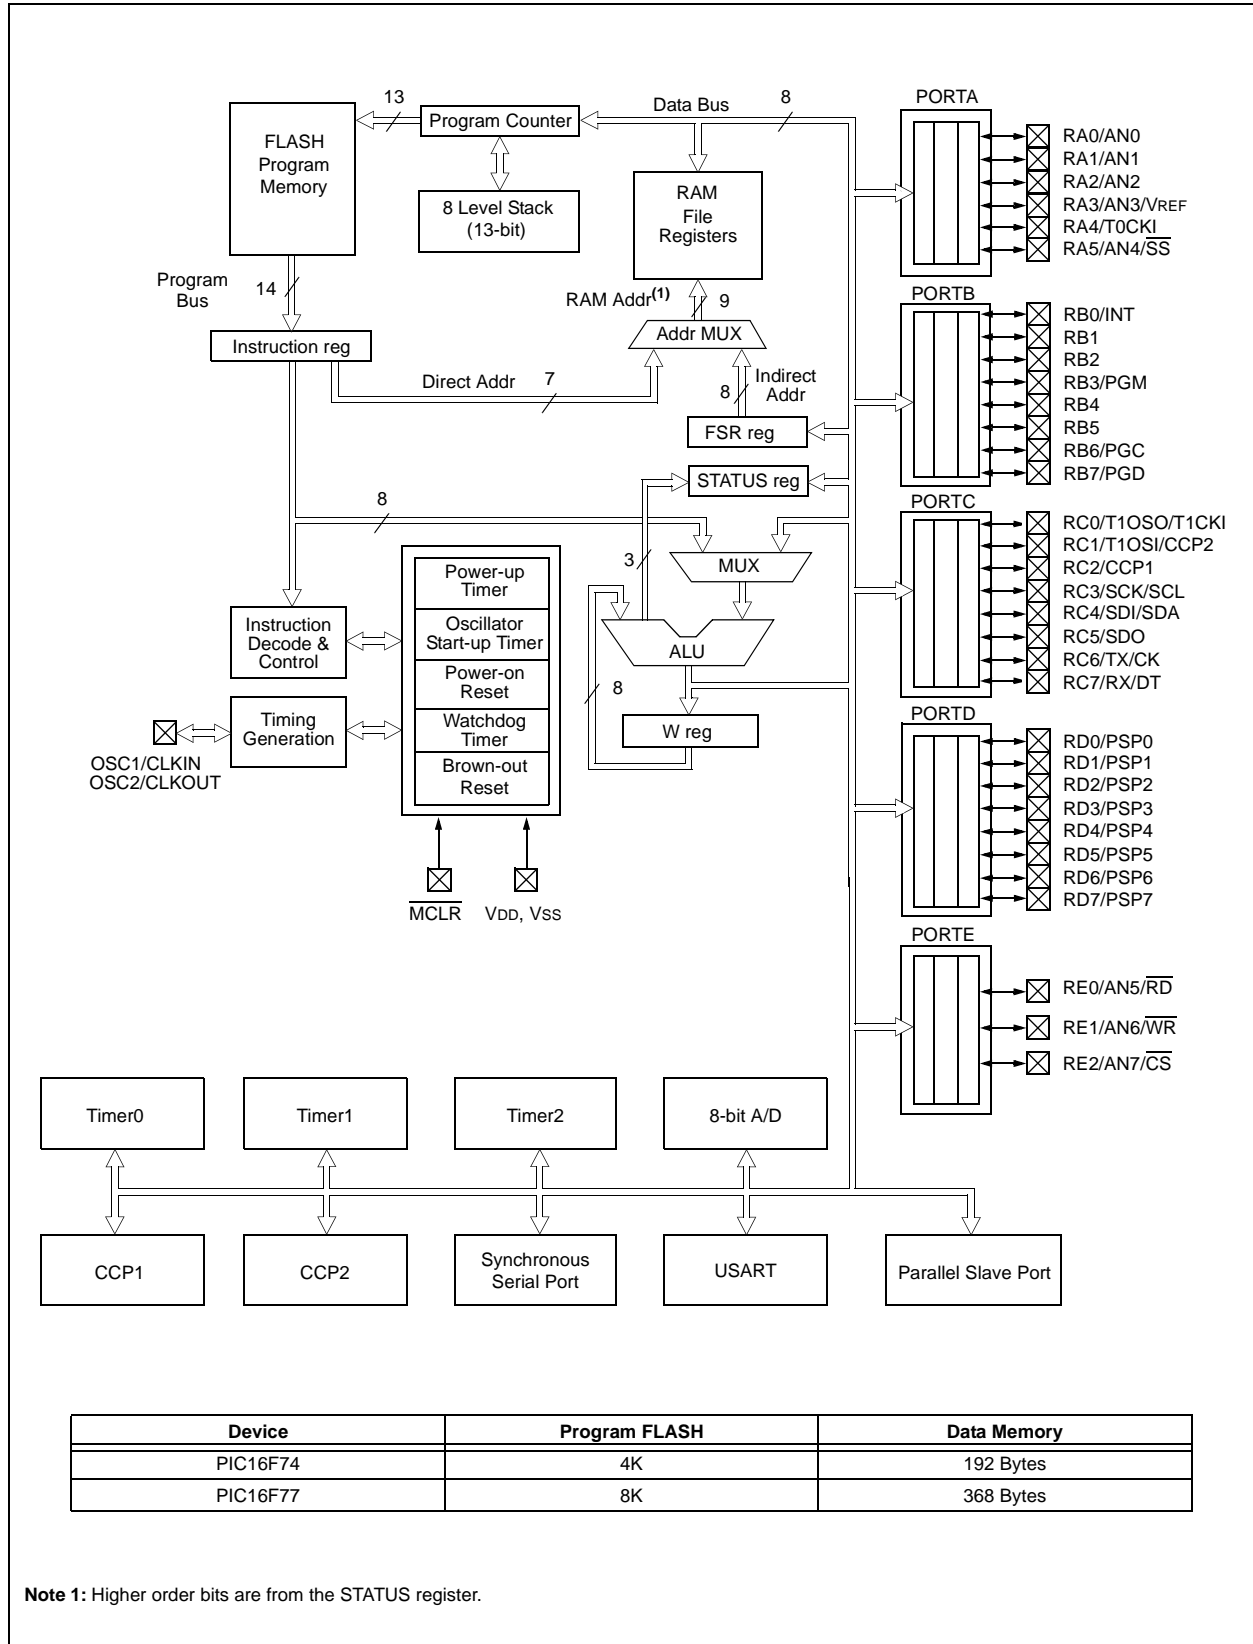 13
Data Bus
8
PORTA
FLASH
Program
Memory
Program Counter
8 Level Stack
(13-bit)
RAM
File
Registers
RA0/AN0
RA1/AN1
RA2/AN2
RA3/AN3/VREF
RA4/T0CKI
RA5/AN4/SS
Program
Bus
14
RAM Addr(1)
9
PORTB
Instruction reg
Addr MUX
Direct Addr
7
8
Indirect
Addr
FSR reg
STATUS reg
RB0/INT
RB1
RB2
RB3/PGM
RB4
RB5
RB6/PGC
RB7/PGD
8
3
MUX
PORTC
RC0/T1OSO/T1CKI
RC1/T1OSI/CCP2
RC2/CCP1
RC3/SCK/SCL
RC4/SDI/SDA
RC5/SDO
RC6/TX/CK
RC7/RX/DT
Power-up
Timer
Oscillator
Start-up Timer
Power-on
Reset
Watchdog
Timer
Brown-out
Reset
Instruction
Decode &
Control
Timing
Generation
OSC1/CLKIN
OSC2/CLKOUT
ALU
8
W reg
MCLR
VDD, VSS
PORTD
RD0/PSP0
RD1/PSP1
RD2/PSP2
RD3/PSP3
RD4/PSP4
RD5/PSP5
RD6/PSP6
RD7/PSP7
PORTE
RE0/AN5/RD
RE1/AN6/WR
RE2/AN7/CS
Timer0
Timer1
Timer2
8-bit A/D
CCP1
CCP2
Synchronous
Serial Port
USART
Parallel Slave Port
Device Program FLASH Data Memory
PIC16F74 4K 192 Bytes
PIC16F77 8K 368 Bytes
Note 1: Higher order bits are from the STATUS register.